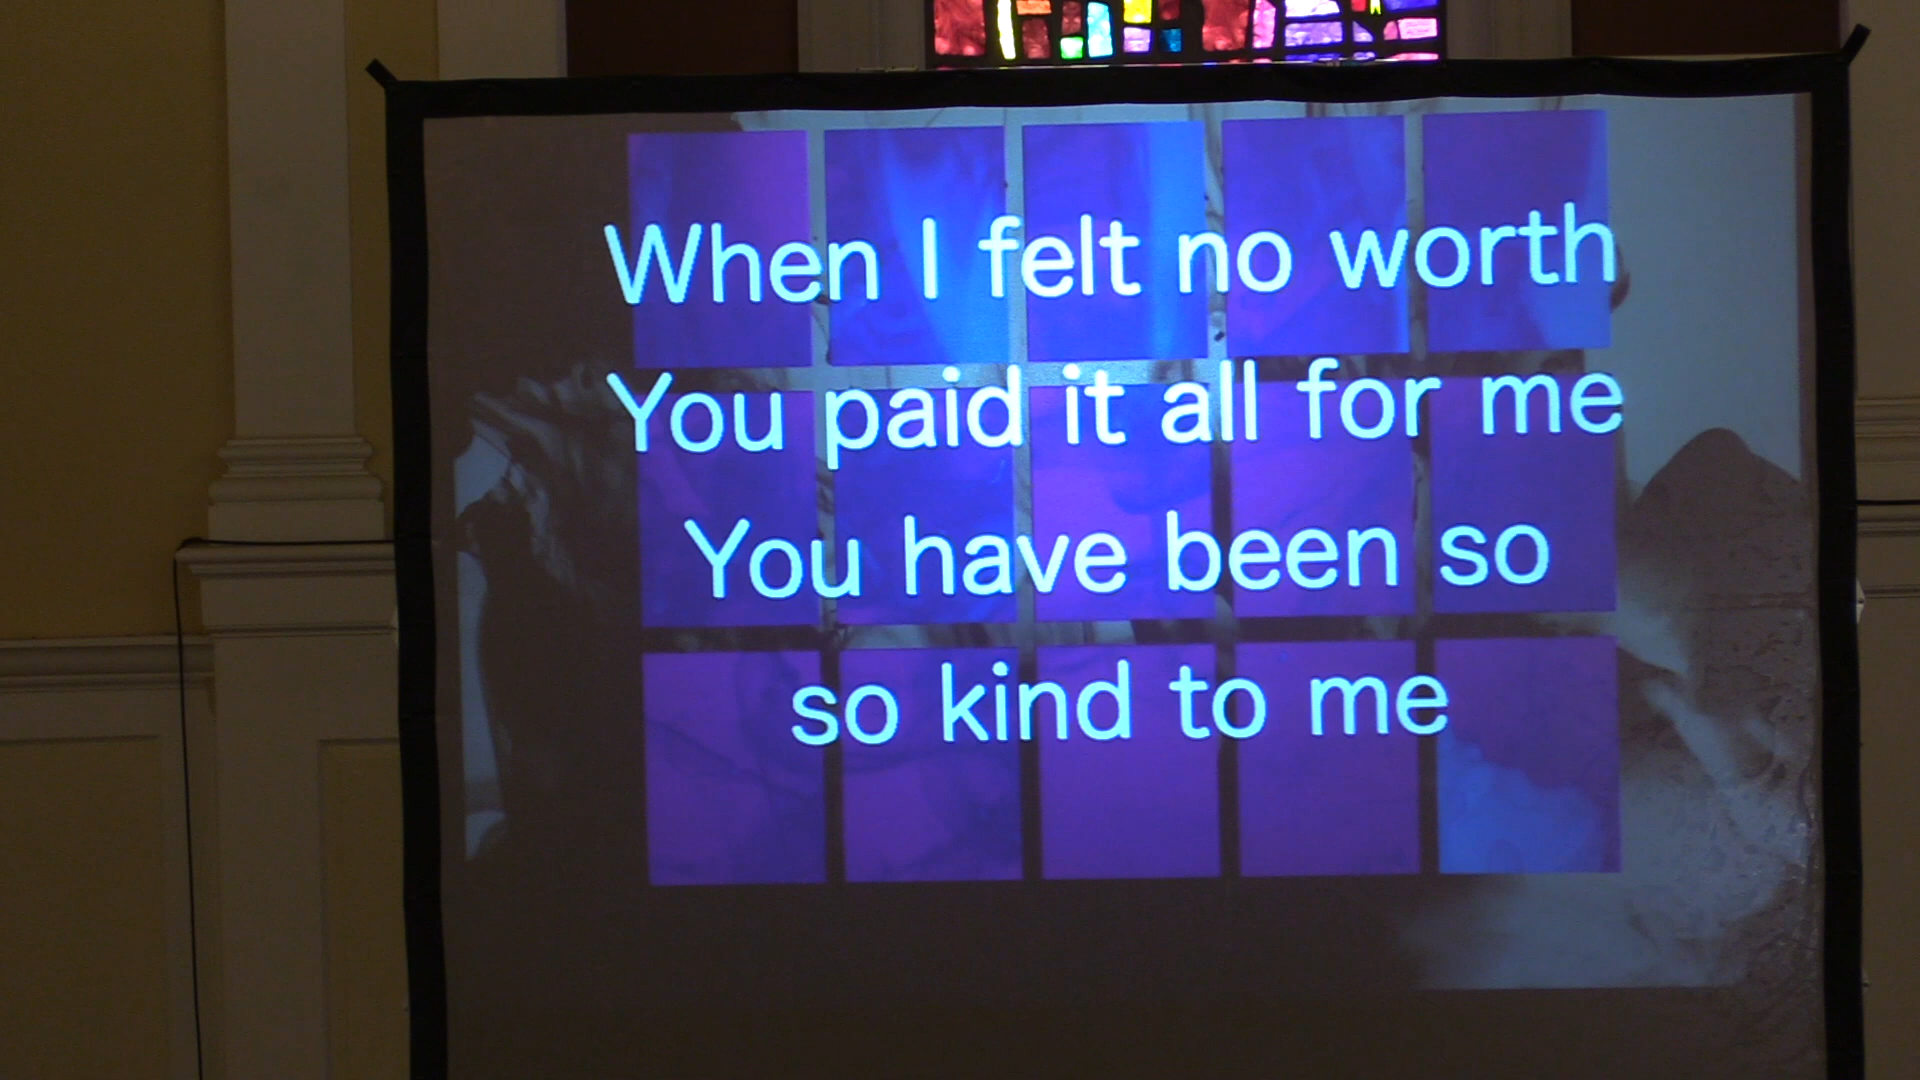 When I felt no worth
You paid it all for me
You have been so
so kind to me